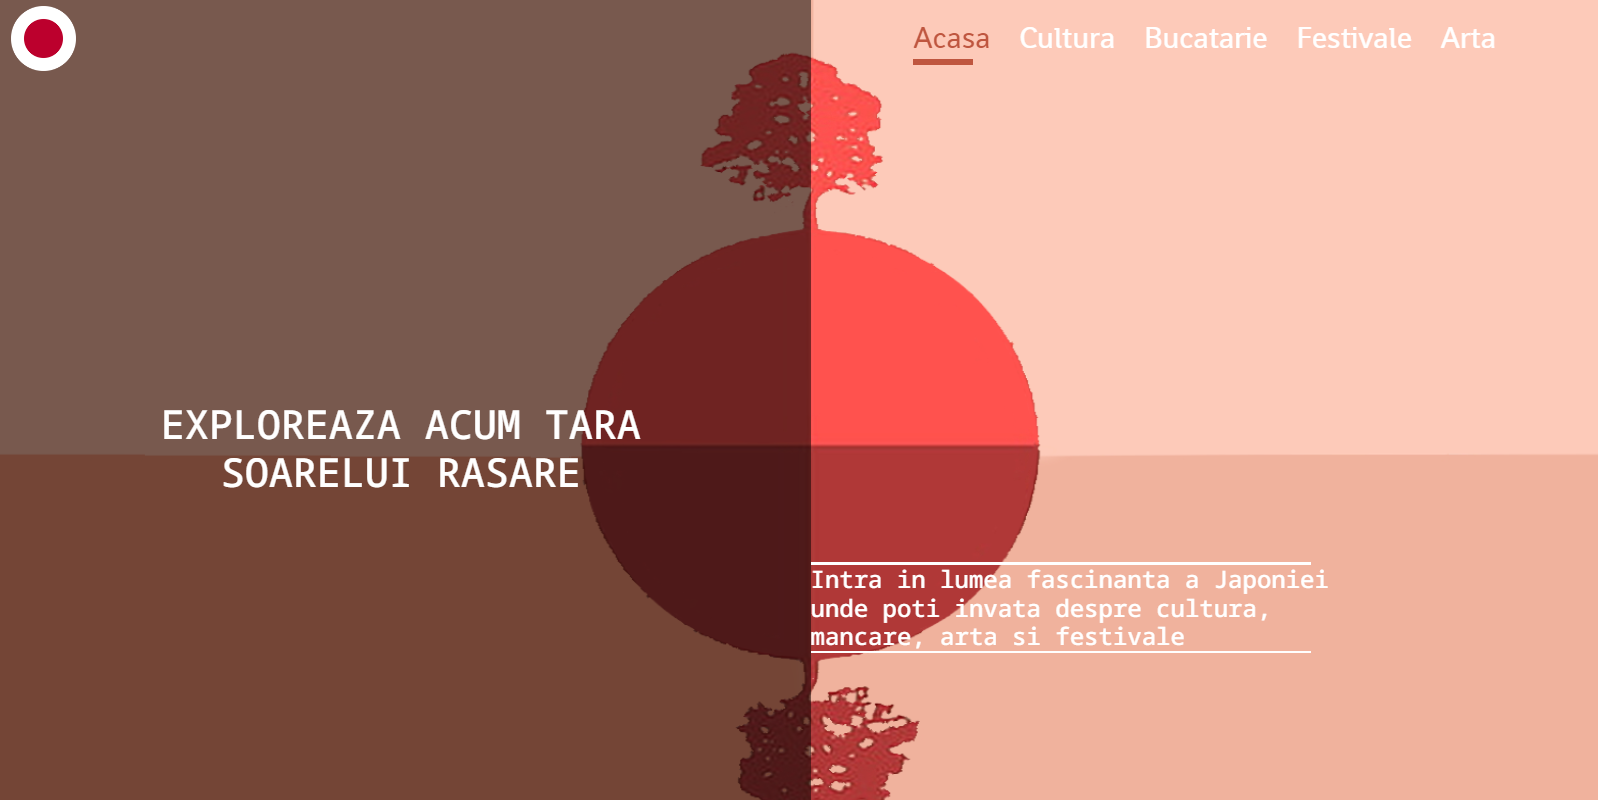 Acasa Cultura Bucatarie Festivale Arta
EXPLOREAZA ACUM TARA
SOARELUI RASARE
Intra in lumea fascinanta a Japoniei
unde poti invata despre cultura,
mancare, arta si festivale